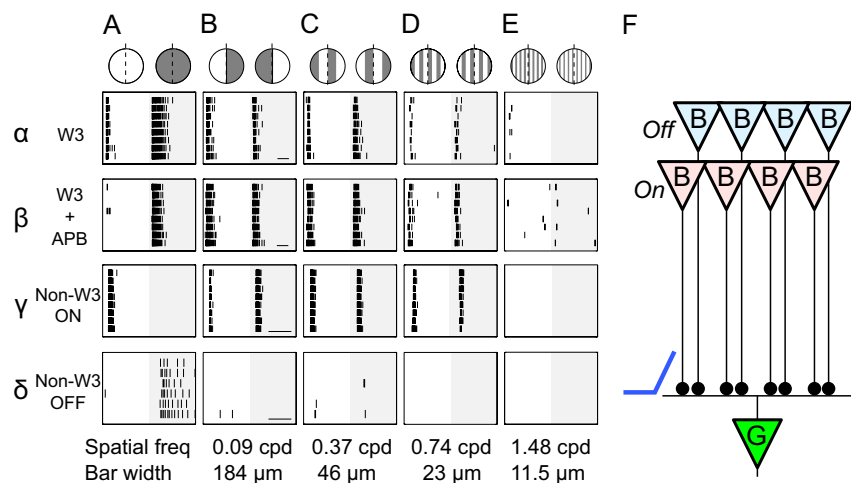 A B C D E F
α W3
β W3 + APB
γ Non-W3 ON
δ Non-W3 OFF
Spatial freq 0.09 cpd 0.37 cpd 0.74 cpd 1.48 cpd
Bar width 184 µm 46 µm 23 µm 11.5 µm
Off B B B B
On B B B B
G